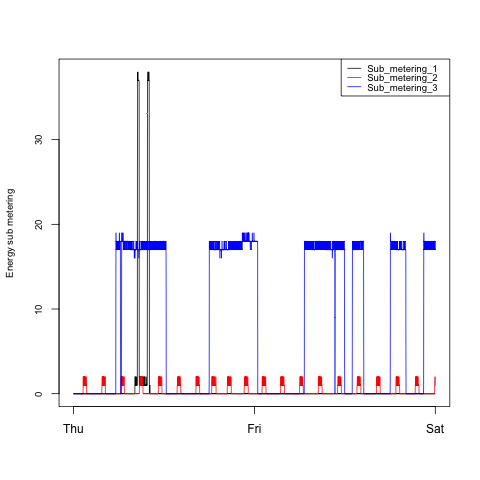 Sub_metering_1
Sub_metering_2
Sub_metering_3
Energy sub metering
30
20
10
0
Thu
Fri
Sat